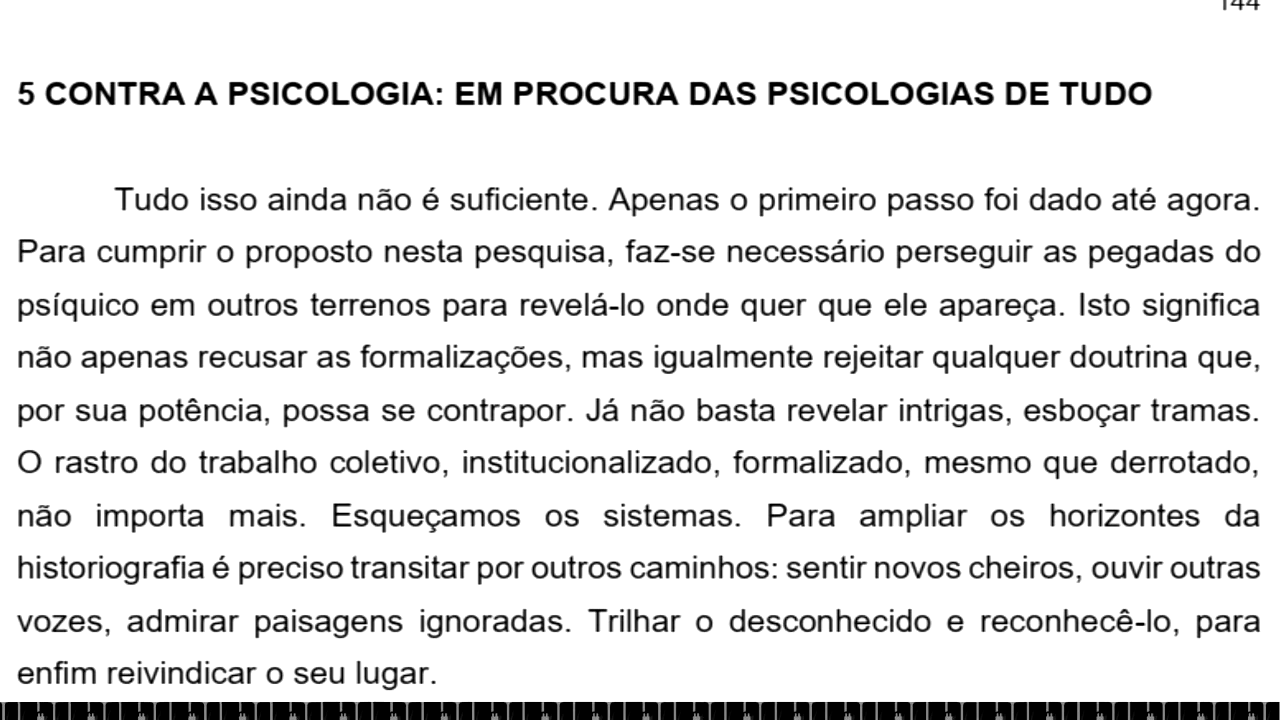 144
5 CONTRA A PSICOLOGIA: EM PROCURA DAS PSICOLOGIAS DE TUDO
Tudo isso ainda não é suficiente. Apenas o primeiro passo foi dado até agora.
Para cumprir o proposto nesta pesquisa, faz-se necessário perseguir as pegadas do
psíquico em outros terrenos para revelá-lo onde quer que ele apareça. Isto significa
não apenas recusar as formalizações, mas igualmente rejeitar qualquer doutrina que,
por sua potência, possa se contrapor. Já não basta revelar intrigas, esboçar tramas.
O rastro do trabalho coletivo, institucionalizado, formalizado, mesmo que derrotado,
não importa mais. Esqueçamos os sistemas. Para ampliar os horizontes da
historiografia é preciso transitar por outros caminhos: sentir novos cheiros, ouvir outras
vozes, admirar paisagens ignoradas. Trilhar o desconhecido e reconhecê-lo, para
enfim reivindicar o seu lugar.